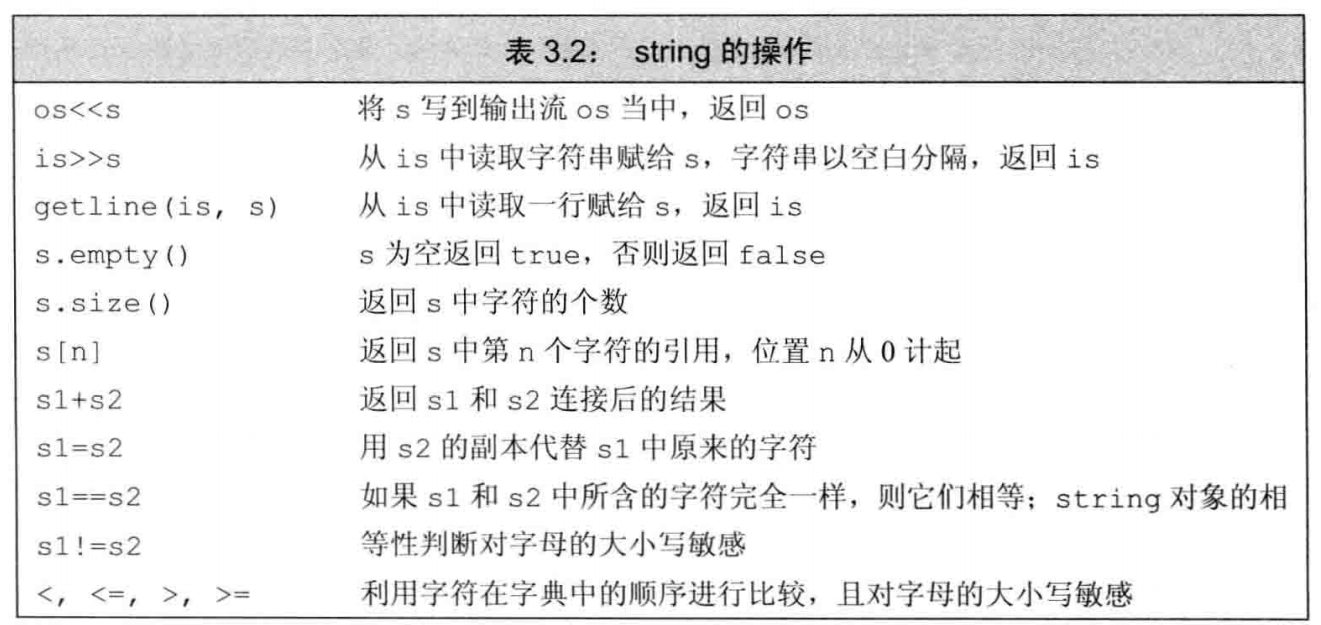 表 3.2： string 的操作
os<<s 将 s 写到输出流 os 当中，返回 os
is>>s 从 is 中读取字符串赋给 s，字符串以空白分隔，返回 is
getline(is, s) 从 is 中读取一行赋给 s，返回 is
s.empty() s 为空返回 true，否则返回 false
s.size() 返回 s 中字符的个数
s[n] 返回 s 中第 n 个字符的引用，位置 n 从 0 计起
s1+s2 返回 s1 和 s2 连接后的结果
s1=s2 用 s2 的副本代替 s1 中原来的字符
s1==s2 如果 s1 和 s2 中所含的字符完全一样，则它们相等；string 对象的相
s1!=s2 等性判断对字母的大小写敏感
<, <=, >, >= 利用字符在字典中的顺序进行比较，且对字母的大小写敏感